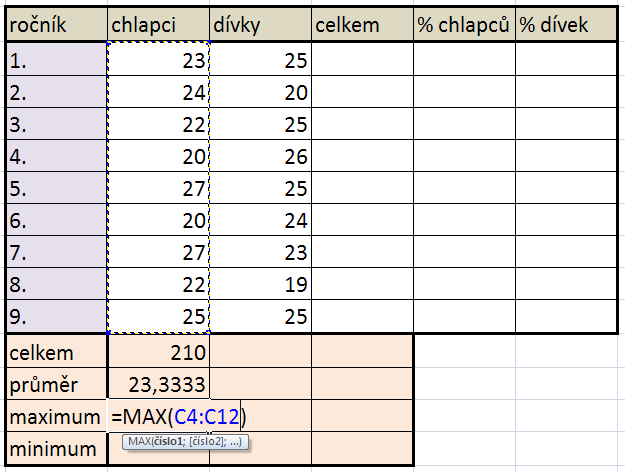 ročník chlapci dívky celkem % chlapců % dívek
1. 23 25
2. 24 20
3. 22 25
4. 20 26
5. 27 25
6. 20 24
7. 27 23
8. 22 19
9. 25 25
celkem 210
průměr 23,3333
maximum =MAX(C4:C12)
MAX(číslo1; [číslo2]; ...)
minimum